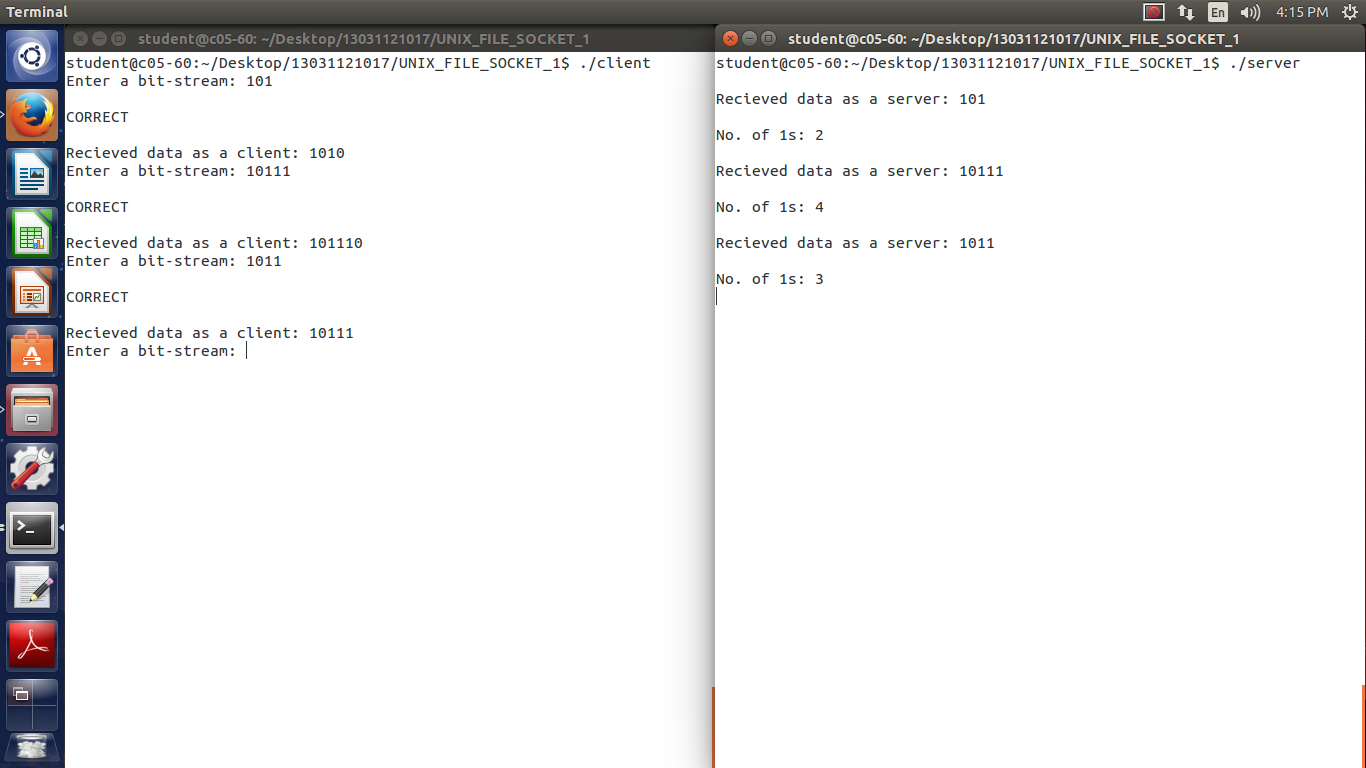 Terminal
En
4:15 PM
student@c05-60: ~/Desktop/13031121017/UNIX_FILE_SOCKET_1
student@c05-60:~/Desktop/13031121017/UNIX_FILE_SOCKET_1$ ./client
Enter a bit-stream: 101
CORRECT
Recieved data as a client: 1010
Enter a bit-stream: 10111
CORRECT
Recieved data as a client: 101110
Enter a bit-stream: 1011
CORRECT
Recieved data as a client: 10111
Enter a bit-stream:
student@c05-60: ~/Desktop/13031121017/UNIX_FILE_SOCKET_1
student@c05-60:~/Desktop/13031121017/UNIX_FILE_SOCKET_1$ ./server
Recieved data as a server: 101
No. of 1s: 2
Recieved data as a server: 10111
No. of 1s: 4
Recieved data as a server: 1011
No. of 1s: 3